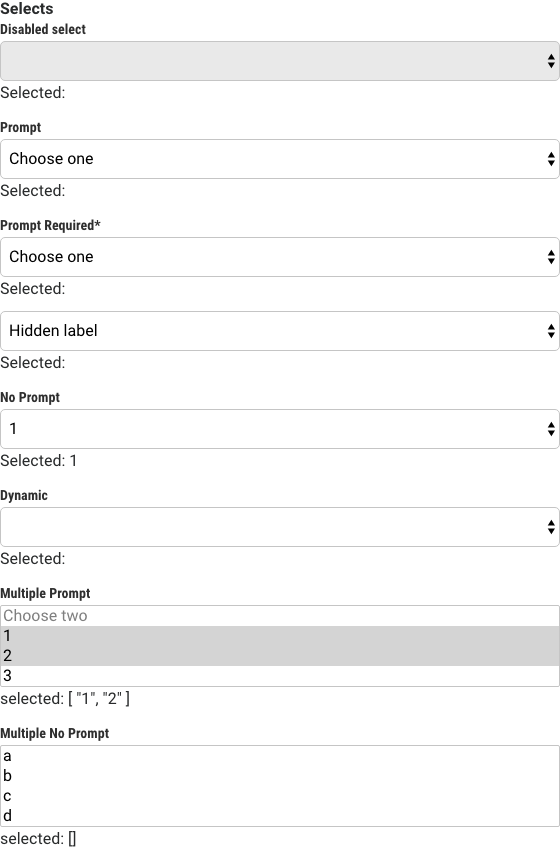 Selects
Disabled select
Selected:
Prompt
Choose one
Selected:
Prompt Required*
Choose one
Selected:
Hidden label
Selected:
No Prompt
1
Selected: 1
Dynamic
Selected:
Multiple Prompt
Choose two
1
2
3
selected: [ "1", "2" ]
Multiple No Prompt
a
b
c
d
selected: []